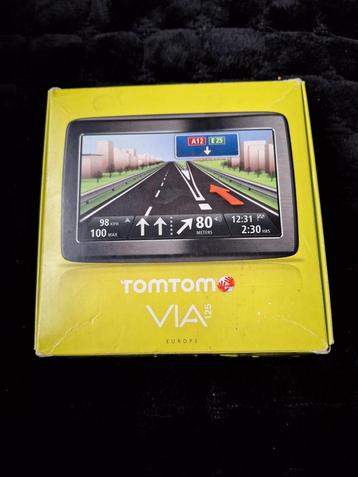 A12 E25
98 KPH
100 MAX
80
METERS
12:31
2:30 HRS
TOMTOM
VIA 125
EUROPE